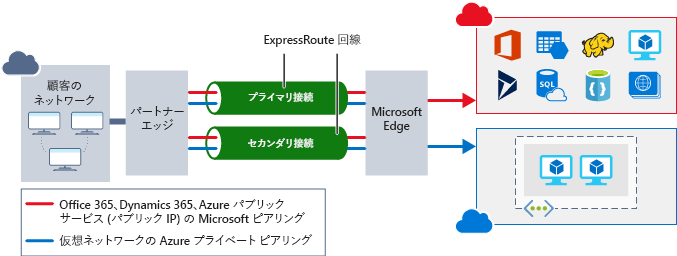 ExpressRoute 回線
顧客の
ネットワーク
パートナー
エッジ
プライマリ接続
セカンダリ接続
Microsoft
Edge
SQL
Office 365、Dynamics 365、Azure パブリック
サービス (パブリック IP) の Microsoft ピアリング
仮想ネットワークの Azure プライベート ピアリング